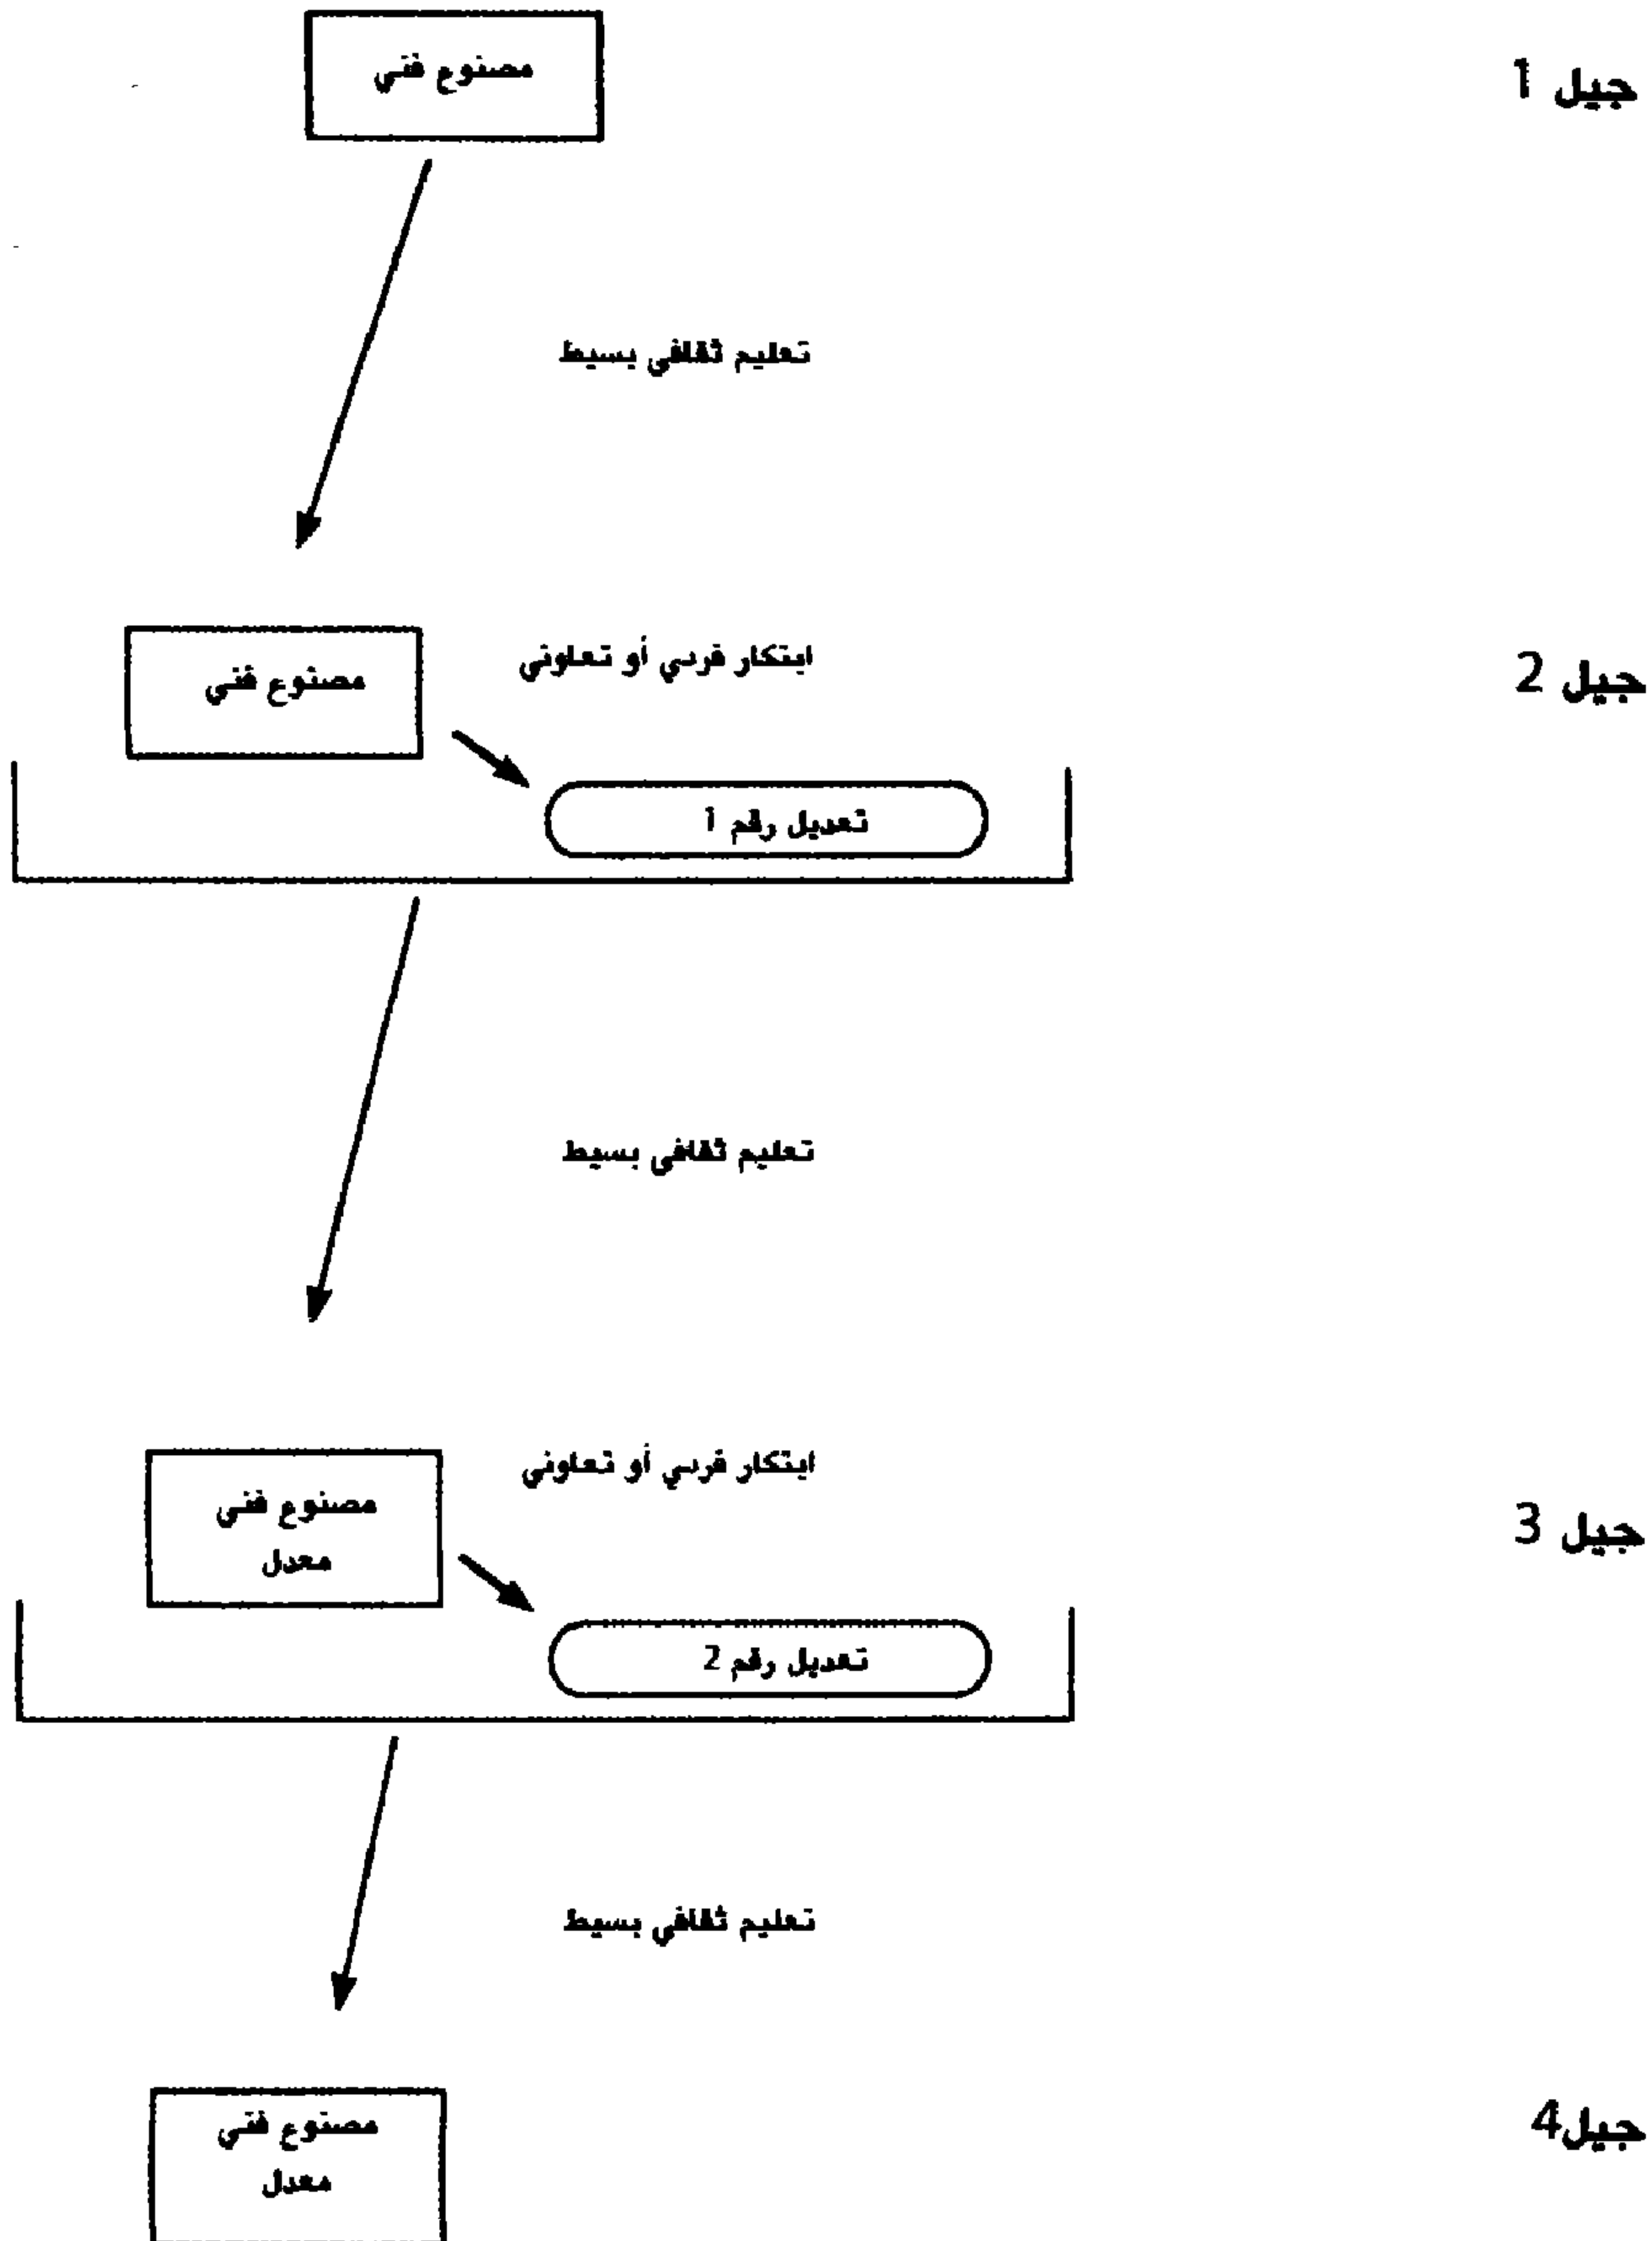 جيل 1
مصنوع فني
تعليم ثقافي بسيط
جيل 2
ابتكار فردي أو تعاوني
مصنوع فني
تعديل رقم 1
تعليم ثقافي بسيط
جيل 3
ابتكار فردي أو تعاوني
مصنوع فني
معدل
تعديل رقم 2
تعليم ثقافي بسيط
جيل4
مصنوع فني
معدل